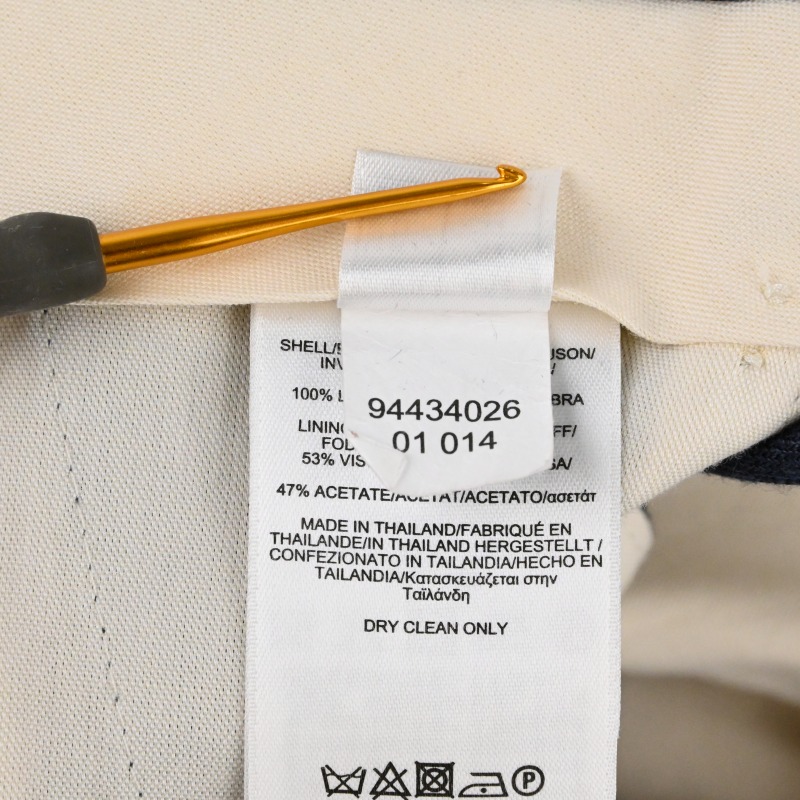 SHELL/
USON/
INV
100%
BRA
94434026
01 014
LINING
FF/
FOD
53% VIS
SA/
47% ACETATE/ACETAT/ACETATO/ασετάτ
MADE IN THAILAND/FABRIQUÉ EN
THAILANDE/IN THAILAND HERGESTELLT /
CONFEZIONATO IN TAILANDIA/HECHO EN
TAILANDIA/Κατασκευάζεται στην
Ταϊλάνδη
DRY CLEAN ONLY
P